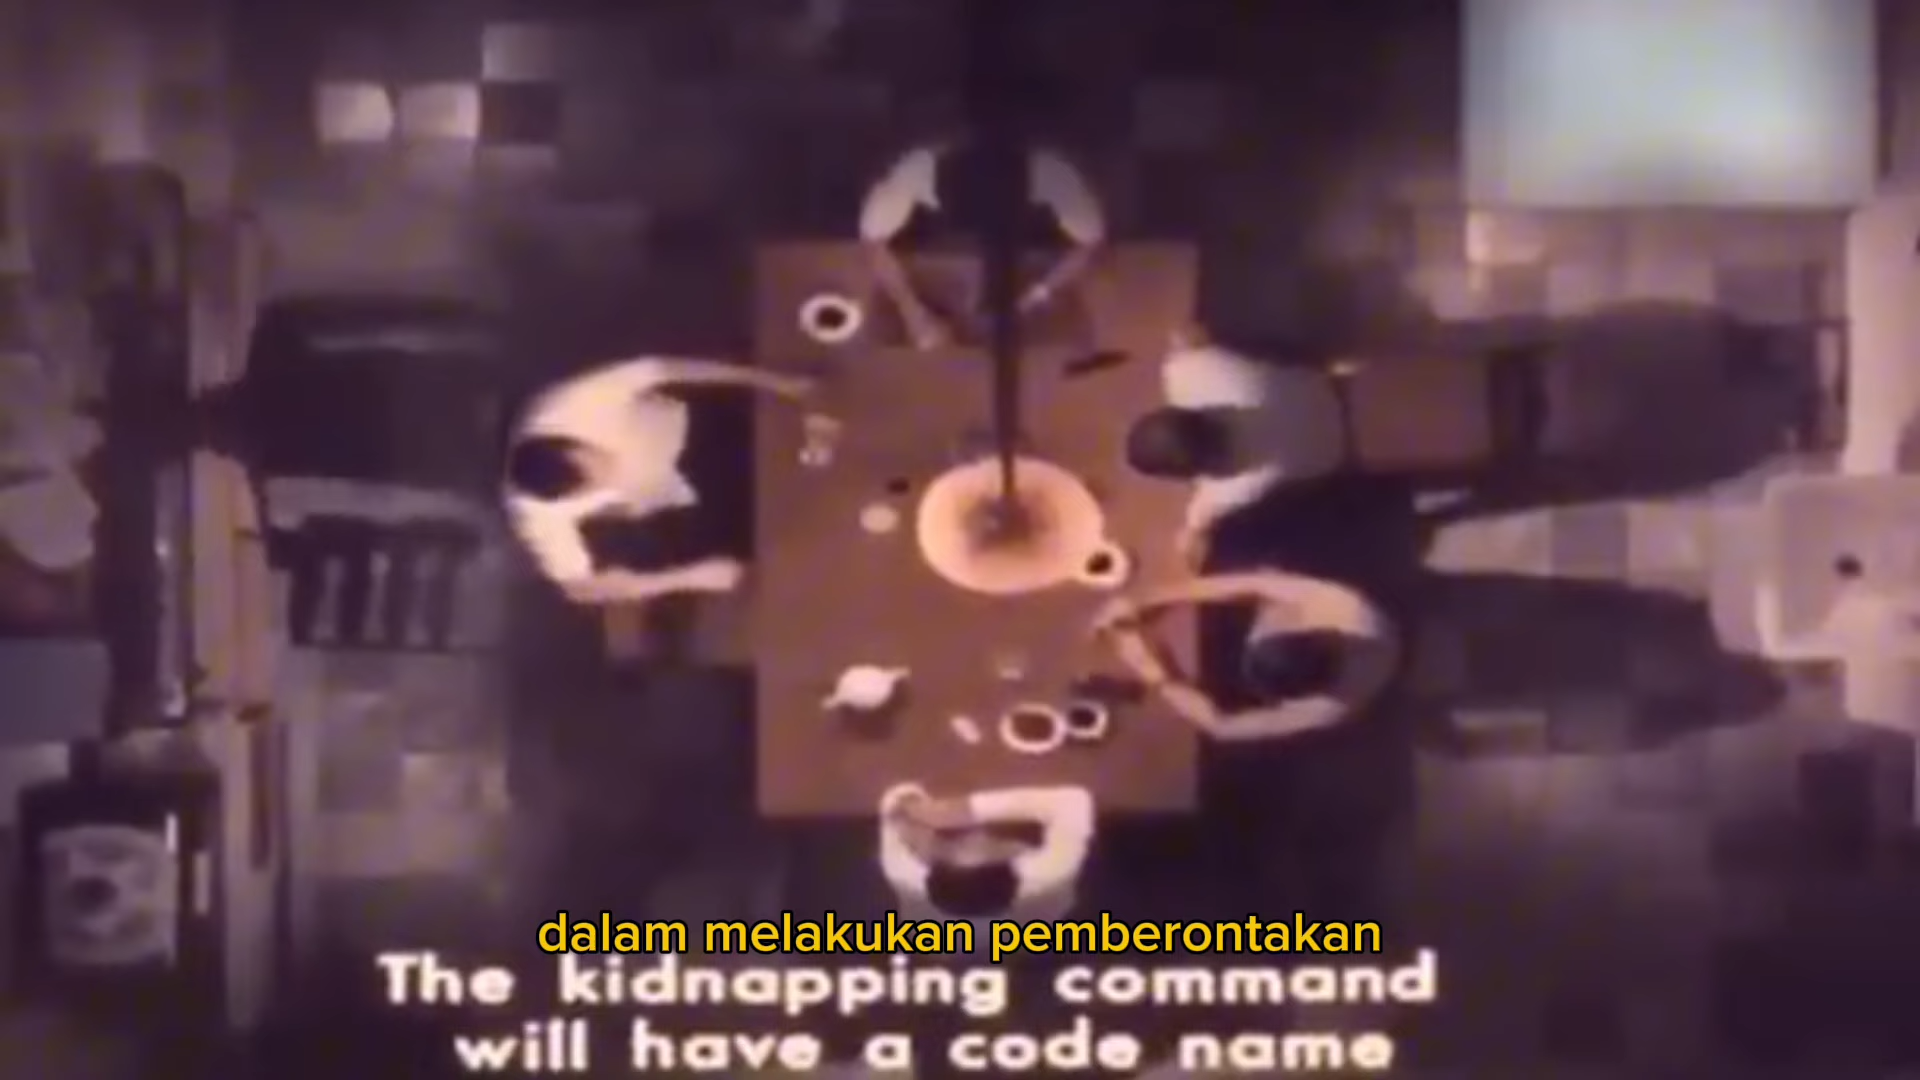 dalam melakukan pemberontakan
The kidnapping command
will have a code name